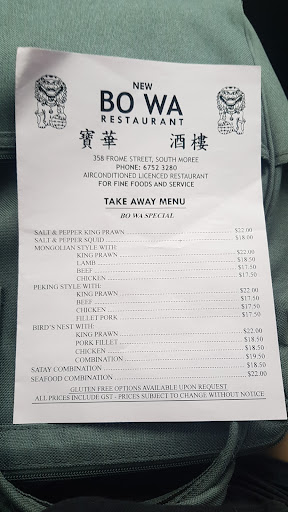 NEW
BO WA
RESTAURANT
寶華 酒樓
358 FROME STREET, SOUTH MOREE
PHONE: 6752 3280
AIRCONDITIONED LICENCED RESTAURANT
FOR FINE FOODS AND SERVICE
TAKE AWAY MENU
BO WA SPECIAL
SALT & PEPPER KING PRAWN $22.00
SALT & PEPPER SQUID $18.00
MONGOLIAN STYLE WITH:
KING PRAWN $22.00
LAMB $18.50
BEEF $17.50
CHICKEN $17.50
PEKING STYLE WITH:
KING PRAWN $22.00
BEEF $17.50
CHICKEN $17.50
FILLET PORK $17.50
BIRD'S NEST WITH:
KING PRAWN $22.00
PORK FILLET $18.50
CHICKEN $18.50
COMBINATION $19.50
SATAY COMBINATION $18.50
SEAFOOD COMBINATION $22.00
GLUTEN FREE OPTIONS AVAILABLE UPON REQUEST
ALL PRICES INCLUDE GST - PRICES SUBJECT TO CHANGE WITHOUT NOTICE